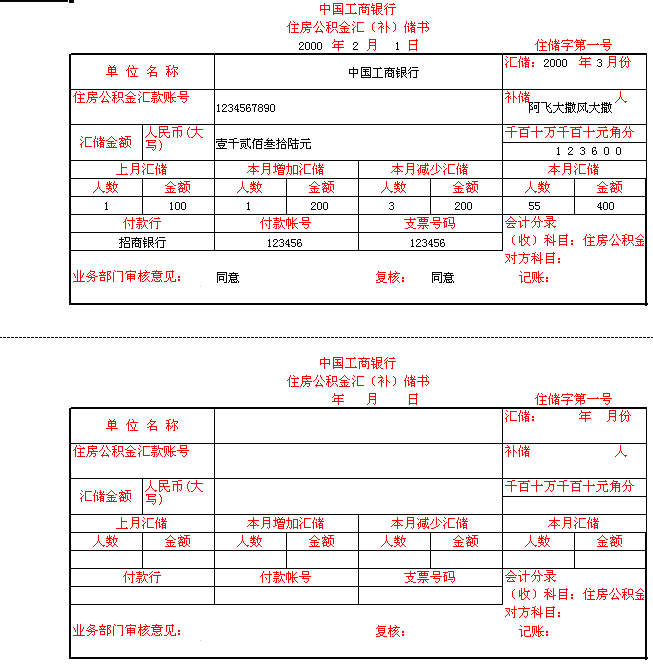 中国工商银行
住房公积金汇（补）储书
2000 年 2 月 1 日 住储字第一号
单 位 名 称 中国工商银行 汇储：2000 年 3 月份
住房公积金汇款账号 1234567890 补储 阿飞大撒风大撒 人
汇储金额 人民币(大写) 壹千贰佰叁拾陆元 千百十万千百十元角分
1 2 3 6 0 0
上月汇储 本月增加汇储 本月减少汇储 本月汇储
人数 金额 人数 金额 人数 金额 人数 金额
1 100 1 200 3 200 55 400
付款行 付款帐号 支票号码 会计分录
招商银行 123456 123456 （收）科目：住房公积金
对方科目：
业务部门审核意见： 同意 复核： 同意 记账：
中国工商银行
住房公积金汇（补）储书
年 月 日 住储字第一号
单 位 名 称 汇储： 年 月份
住房公积金汇款账号 补储 人
汇储金额 人民币(大写) 千百十万千百十元角分
上月汇储 本月增加汇储 本月减少汇储 本月汇储
人数 金额 人数 金额 人数 金额 人数 金额
付款行 付款帐号 支票号码 会计分录
（收）科目：住房公积金
对方科目：
业务部门审核意见： 复核： 记账：